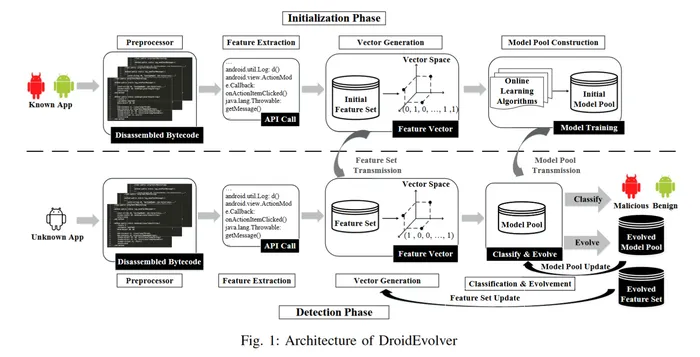 Initialization Phase
Preprocessor
Feature Extraction
Vector Generation
Model Pool Construction
Known App
Disassembled Bytecode
...
android.util.Log: d()
android.view.ActionMod
e.Callback:
onActionItemClicked()
java.lang.Throwable:
getMessage()
API Call
Initial
Feature Set
Vector Space
(0, 1, 0, …, 1 ,1)
Feature Vector
Online
Learning
Algorithms
Initial
Model Pool
Model Training
Feature Set
Transmission
Model Pool
Transmission
Unknown App
Disassembled Bytecode
...
android.util.Log: d()
android.view.ActionMod
e.Callback:
onActionItemClicked()
java.lang.Throwable:
getMessage()
API Call
Feature Set
Vector Space
(1 , 0, 0, …, 1)
Feature Vector
Model Pool
Classify & Evolve
Classify
Malicious Benign
Evolve
Evolved
Model Pool
Model Pool Update
Preprocessor
Feature Extraction
Vector Generation
Classification & Evolvement
Feature Set Update
Evolved
Feature Set
Detection Phase
Fig. 1: Architecture of DroidEvolver